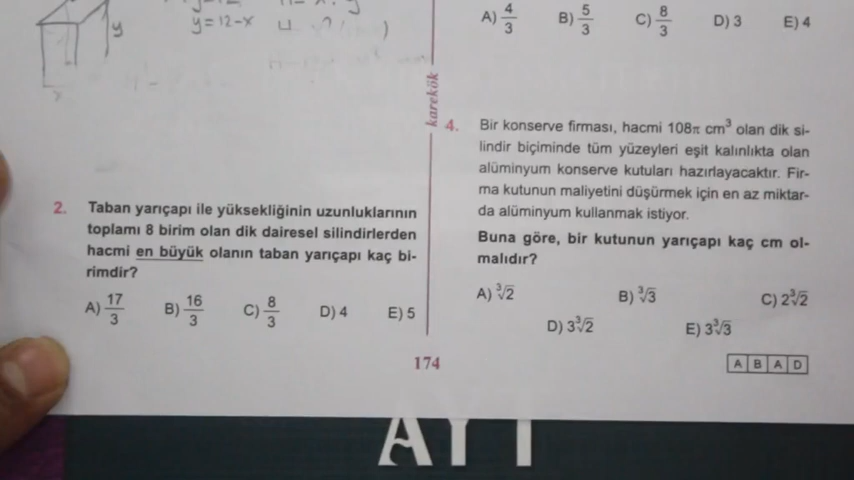 y = 12 - x
y
x
2. Taban yarıçapı ile yüksekliğinin uzunluklarının
toplamı 8 birim olan dik dairesel silindirlerden
hacmi en büyük olanın taban yarıçapı kaç bi-
rimdir?
A) 17/3 B) 16/3 C) 8/3 D) 4 E) 5
karekök
A) 4/3 B) 5/3 C) 8/3 D) 3 E) 4
4. Bir konserve firması, hacmi 108π cm³ olan dik si-
lindir biçiminde tüm yüzeyleri eşit kalınlıkta olan
alüminyum konserve kutuları hazırlayacaktır. Fir-
ma kutunun maliyetini düşürmek için en az miktar-
da alüminyum kullanmak istiyor.
Buna göre, bir kutunun yarıçapı kaç cm ol-
malıdır?
A) ∛2 B) ∛3 C) 2∛2
D) 3∛2 E) 3∛3
174
A B A D